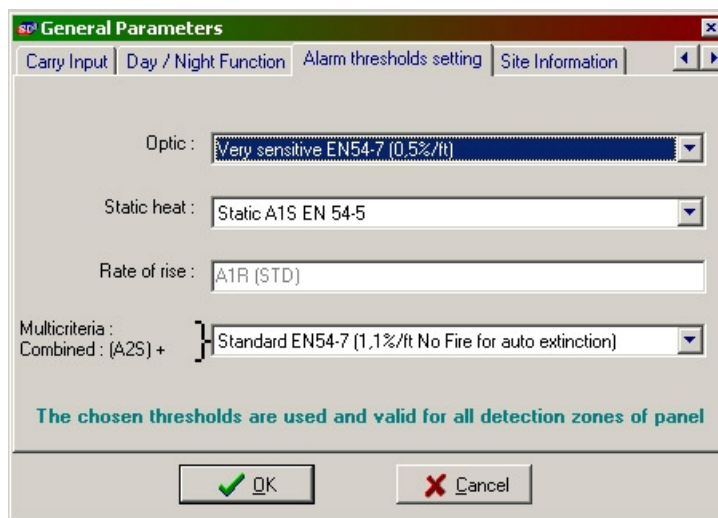 SD3 General Parameters
Carry Input Day / Night Function Alarm thresholds setting Site Information
Optic : Very sensitive EN54-7 (0,5%/ft)
Static heat : Static A1S EN 54-5
Rate of rise : A1R (STD)
Multicriteria :
Combined : (A2S) + Standard EN54-7 (1,1%/ft No Fire for auto extinction)
The chosen thresholds are used and valid for all detection zones of panel
OK Cancel